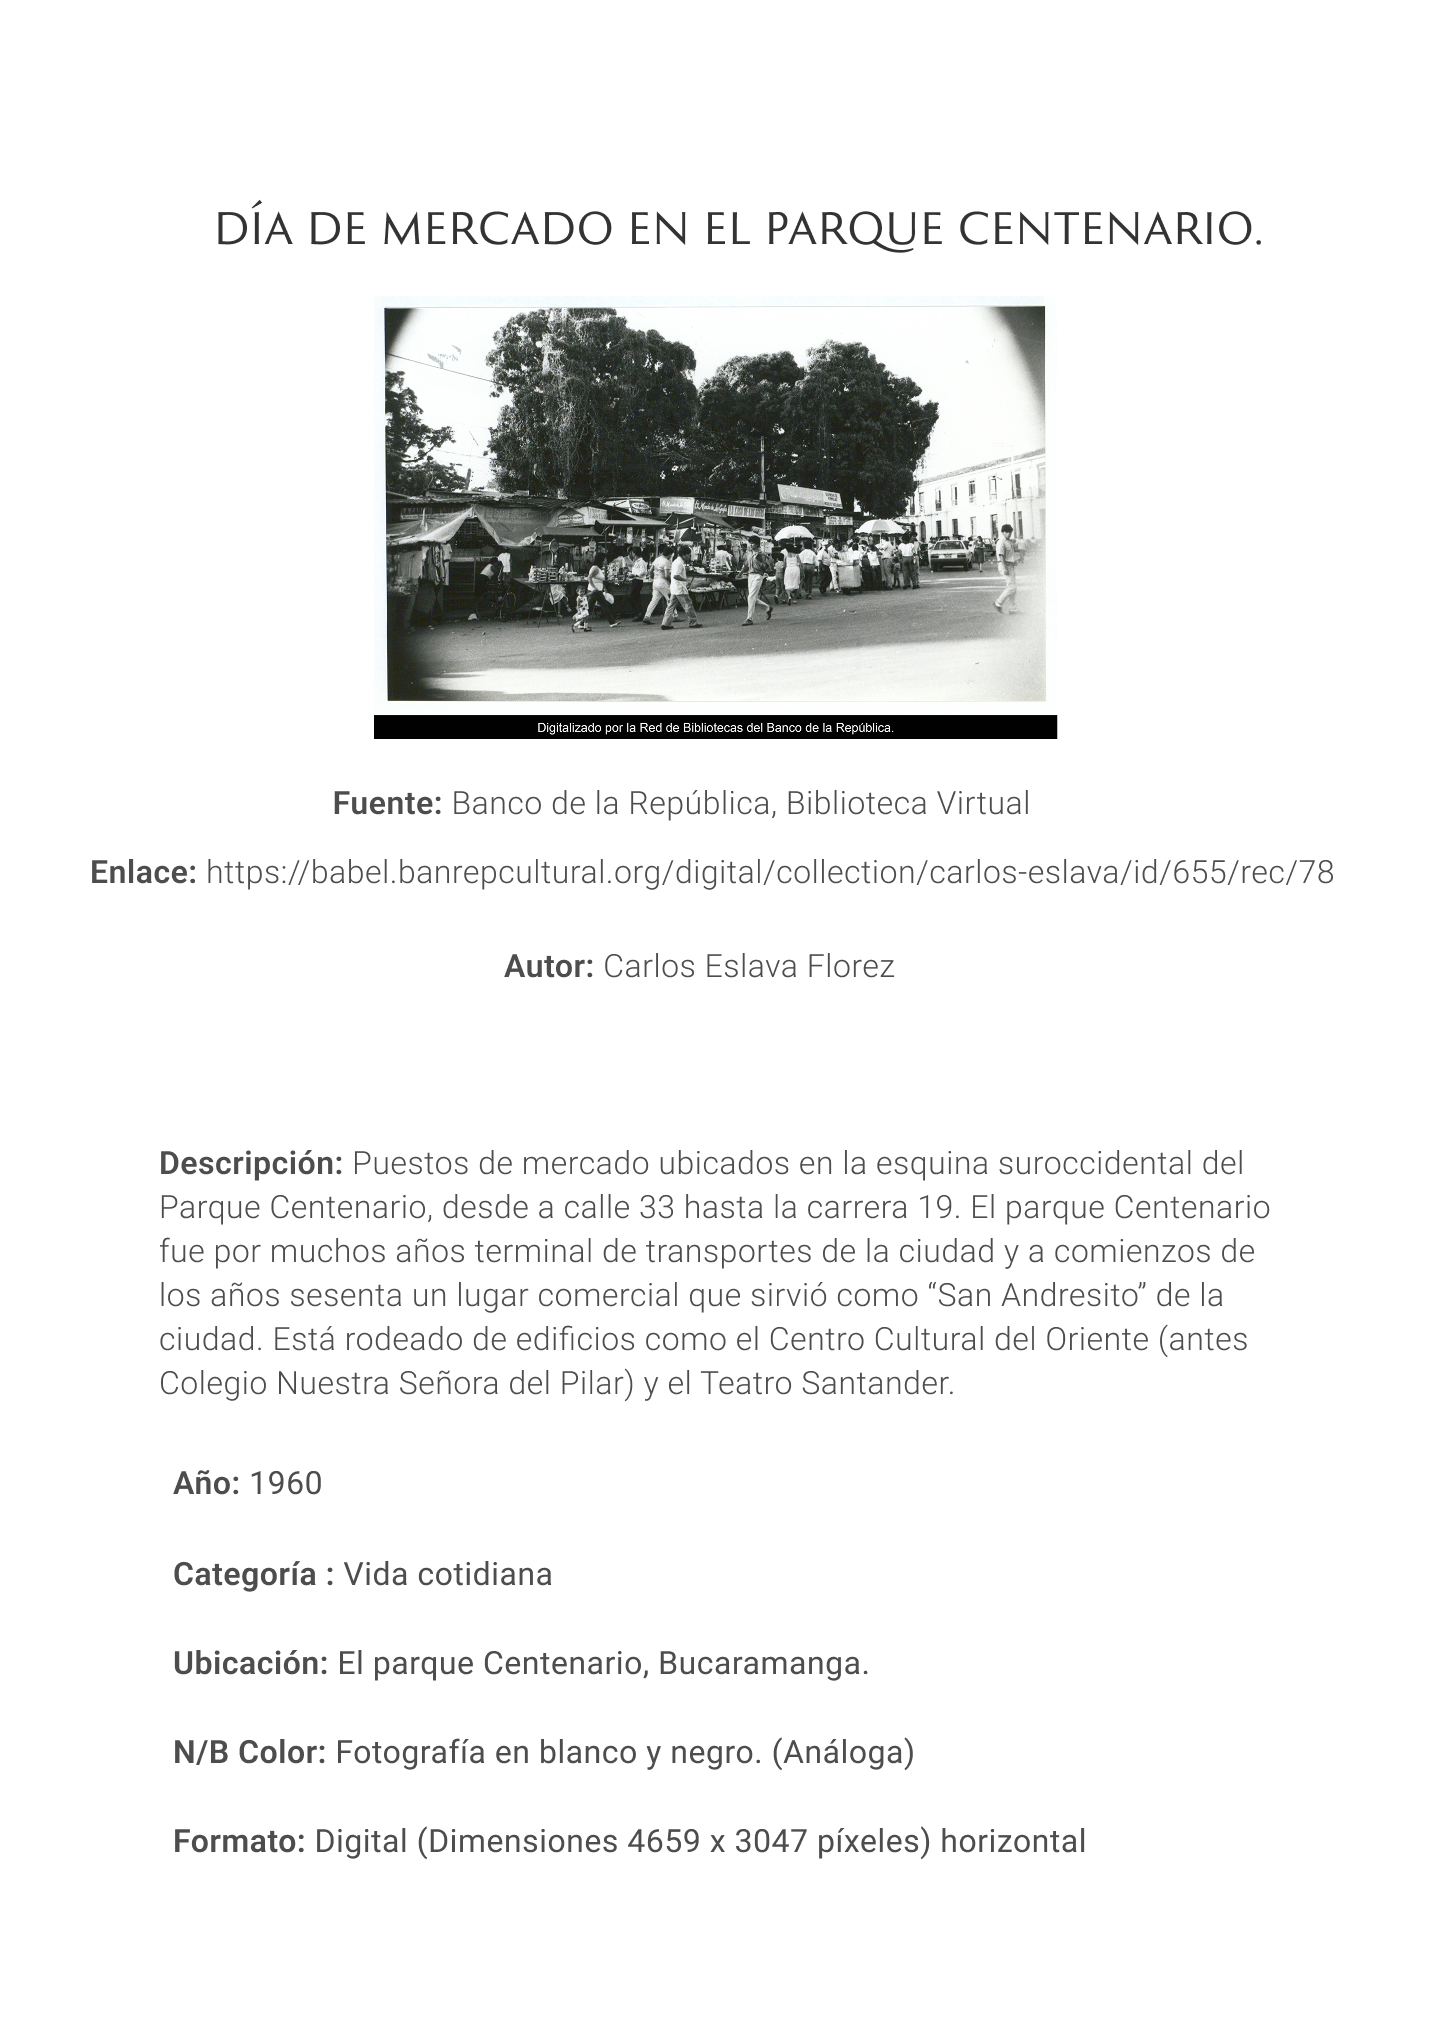 DÍA DE MERCADO EN EL PARQUE CENTENARIO.
Digitalizado por la Red de Bibliotecas del Banco de la República.
Fuente: Banco de la República, Biblioteca Virtual
Enlace: https://babel.banrepcultural.org/digital/collection/carlos-eslava/id/655/rec/78
Autor: Carlos Eslava Florez
Descripción: Puestos de mercado ubicados en la esquina suroccidental del
Parque Centenario, desde a calle 33 hasta la carrera 19. El parque Centenario
fue por muchos años terminal de transportes de la ciudad y a comienzos de
los años sesenta un lugar comercial que sirvió como “San Andresito” de la
ciudad. Está rodeado de edificios como el Centro Cultural del Oriente (antes
Colegio Nuestra Señora del Pilar) y el Teatro Santander.
Año: 1960
Categoría : Vida cotidiana
Ubicación: El parque Centenario, Bucaramanga.
N/B Color: Fotografía en blanco y negro. (Análoga)
Formato: Digital (Dimensiones 4659 x 3047 píxeles) horizontal